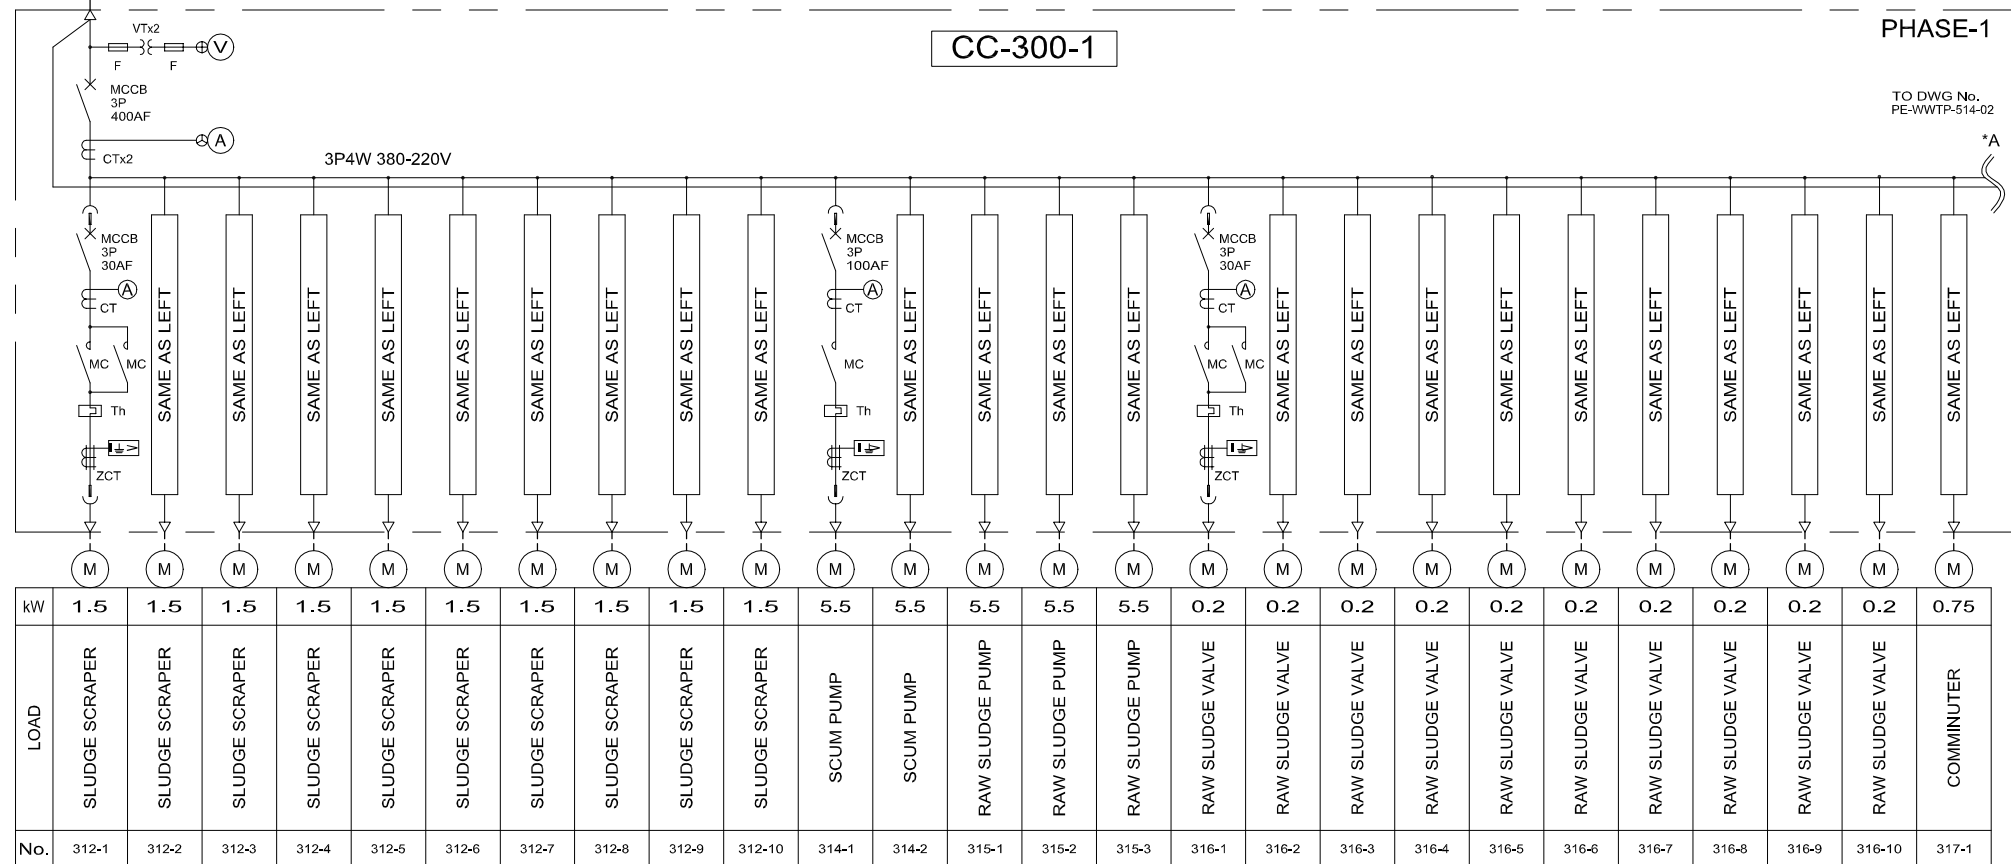 CC-300-1
PHASE-1
VTx2
V
F F
MCCB
3P
400AF
TO DWG No.
PE-WWTP-514-02
A
*A
CTx2
3P4W 380-220V
MCCB
3P
30AF
A
CT
MC MC
Th
ZCT
SAME AS LEFT
SAME AS LEFT
SAME AS LEFT
SAME AS LEFT
SAME AS LEFT
SAME AS LEFT
SAME AS LEFT
SAME AS LEFT
SAME AS LEFT
MCCB
3P
100AF
A
CT
MC
Th
ZCT
SAME AS LEFT
SAME AS LEFT
SAME AS LEFT
SAME AS LEFT
MCCB
3P
30AF
A
CT
MC MC
Th
ZCT
SAME AS LEFT
SAME AS LEFT
SAME AS LEFT
SAME AS LEFT
SAME AS LEFT
SAME AS LEFT
SAME AS LEFT
SAME AS LEFT
SAME AS LEFT
SAME AS LEFT
M M M M M M M M M M M M M M M M M M M M M M M M M M
kW 1.5 1.5 1.5 1.5 1.5 1.5 1.5 1.5 1.5 1.5 5.5 5.5 5.5 5.5 5.5 0.2 0.2 0.2 0.2 0.2 0.2 0.2 0.2 0.2 0.2 0.75
LOAD
SLUDGE SCRAPER
SLUDGE SCRAPER
SLUDGE SCRAPER
SLUDGE SCRAPER
SLUDGE SCRAPER
SLUDGE SCRAPER
SLUDGE SCRAPER
SLUDGE SCRAPER
SLUDGE SCRAPER
SLUDGE SCRAPER
SCUM PUMP
SCUM PUMP
RAW SLUDGE PUMP
RAW SLUDGE PUMP
RAW SLUDGE PUMP
RAW SLUDGE VALVE
RAW SLUDGE VALVE
RAW SLUDGE VALVE
RAW SLUDGE VALVE
RAW SLUDGE VALVE
RAW SLUDGE VALVE
RAW SLUDGE VALVE
RAW SLUDGE VALVE
RAW SLUDGE VALVE
RAW SLUDGE VALVE
COMMINUTER
No. 312-1 312-2 312-3 312-4 312-5 312-6 312-7 312-8 312-9 312-10 314-1 314-2 315-1 315-2 315-3 316-1 316-2 316-3 316-4 316-5 316-6 316-7 316-8 316-9 316-10 317-1